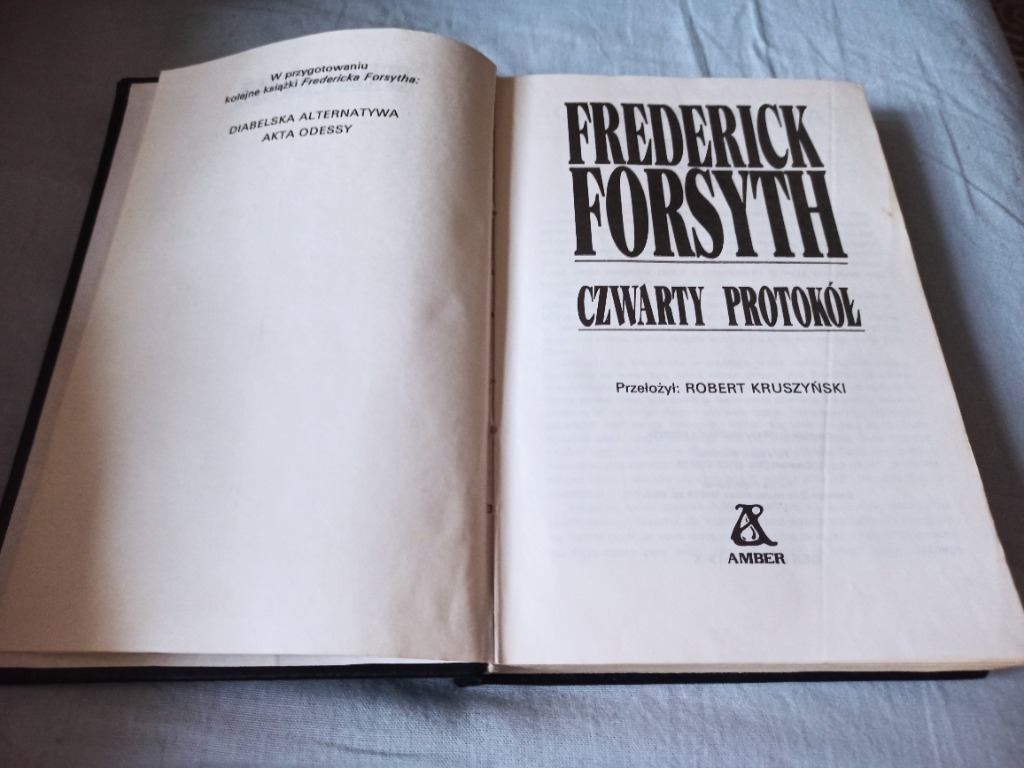 W przygotowaniu
kolejne książki Fredericka Forsytha:
DIABELSKA ALTERNATYWA
AKTA ODESSY
FREDERICK
FORSYTH
CZWARTY PROTOKÓŁ
Przełożył: ROBERT KRUSZYŃSKI
AMBER